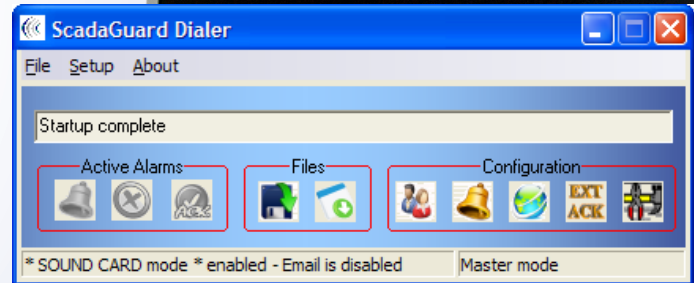 ScadaGuard Dialer
File Setup About
Startup complete
Active Alarms Files Configuration
ACK EXT ACK
* SOUND CARD mode * enabled - Email is disabled Master mode